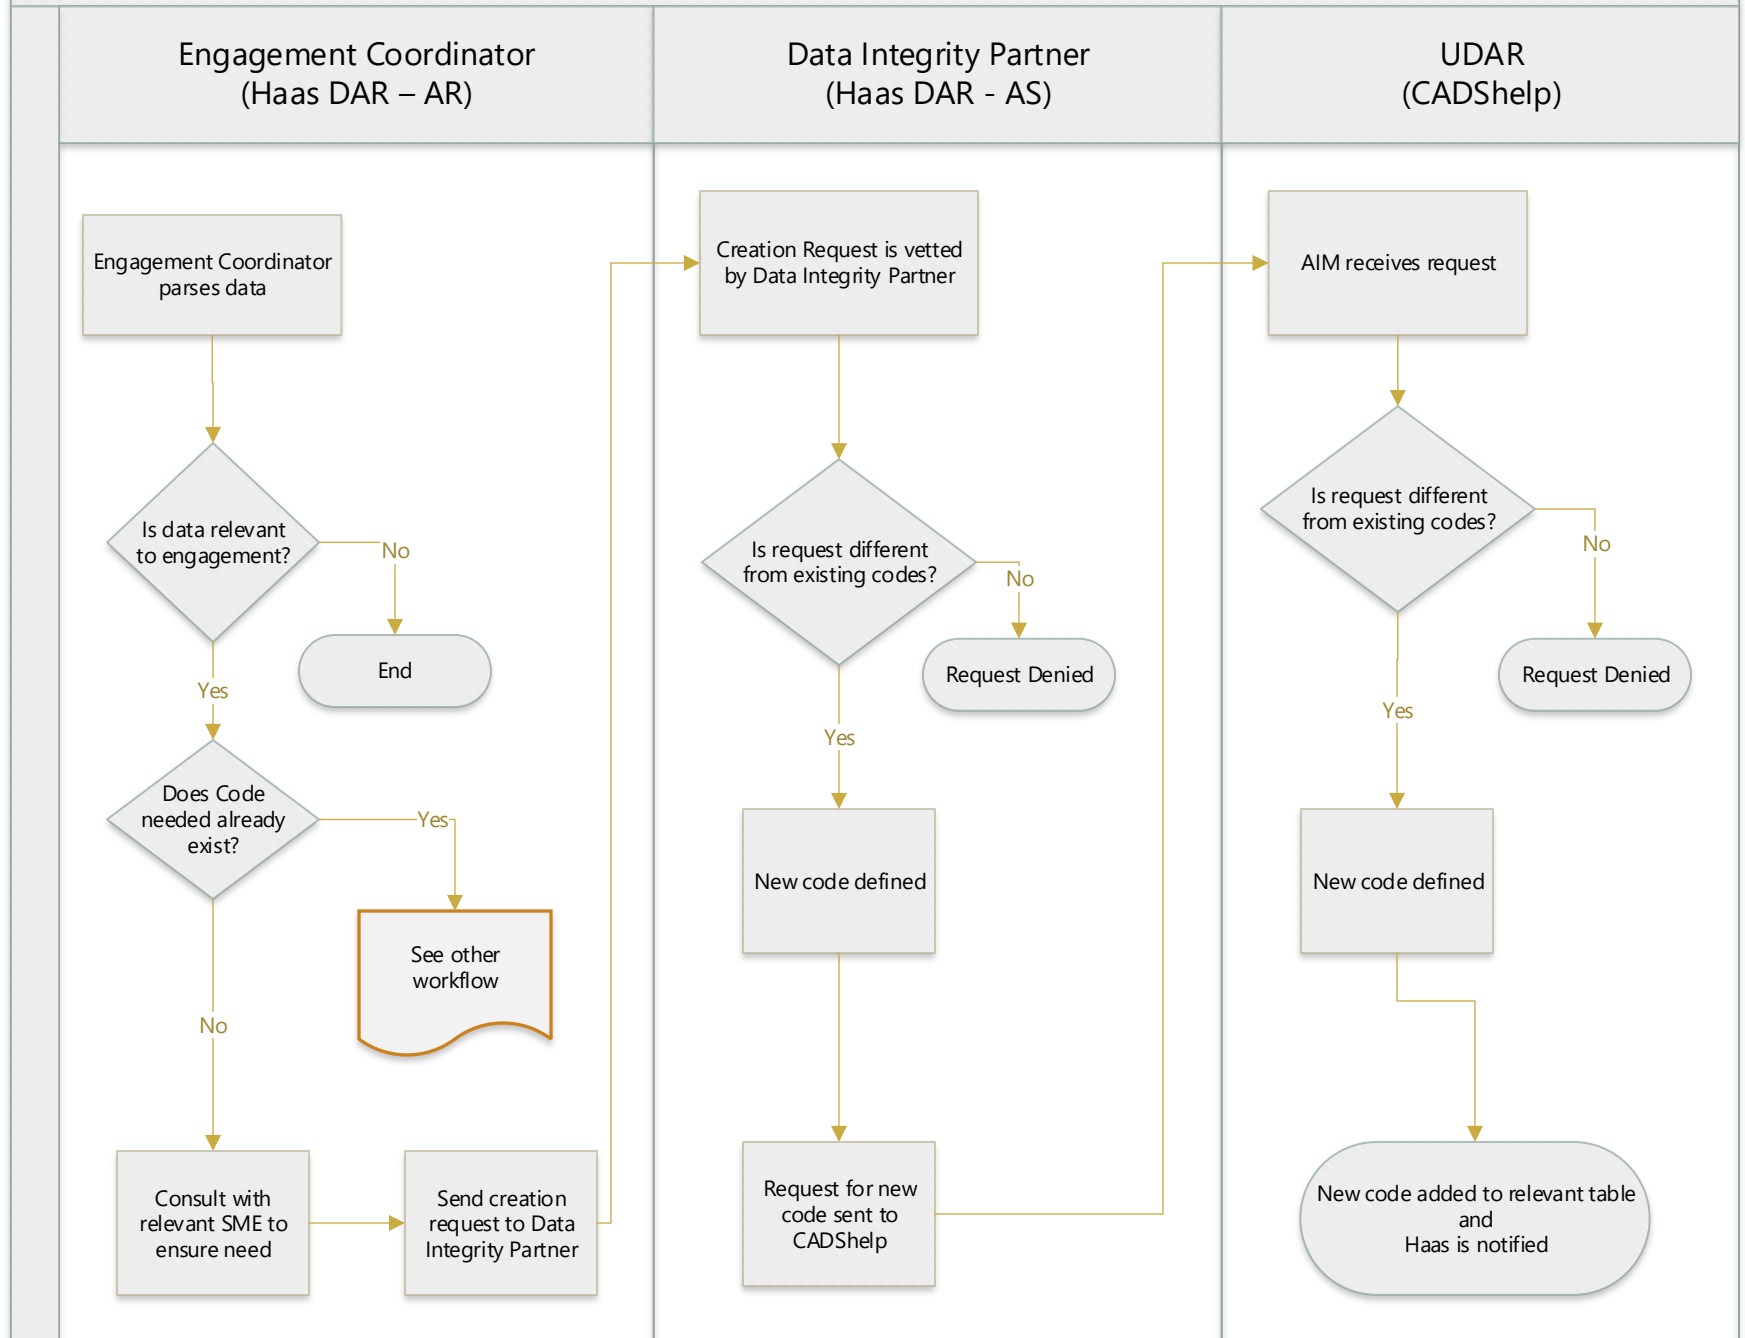 Engagement Coordinator
(Haas DAR – AR)
Data Integrity Partner
(Haas DAR - AS)
UDAR
(CADShelp)
Engagement Coordinator
parses data
Is data relevant
to engagement?
No
End
Yes
Does Code
needed already
exist?
Yes
See other
workflow
No
Consult with
relevant SME to
ensure need
Send creation
request to Data
Integrity Partner
Creation Request is vetted
by Data Integrity Partner
Is request different
from existing codes?
No
Request Denied
Yes
New code defined
Request for new
code sent to
CADShelp
AIM receives request
Is request different
from existing codes?
No
Request Denied
Yes
New code defined
New code added to relevant table
and
Haas is notified